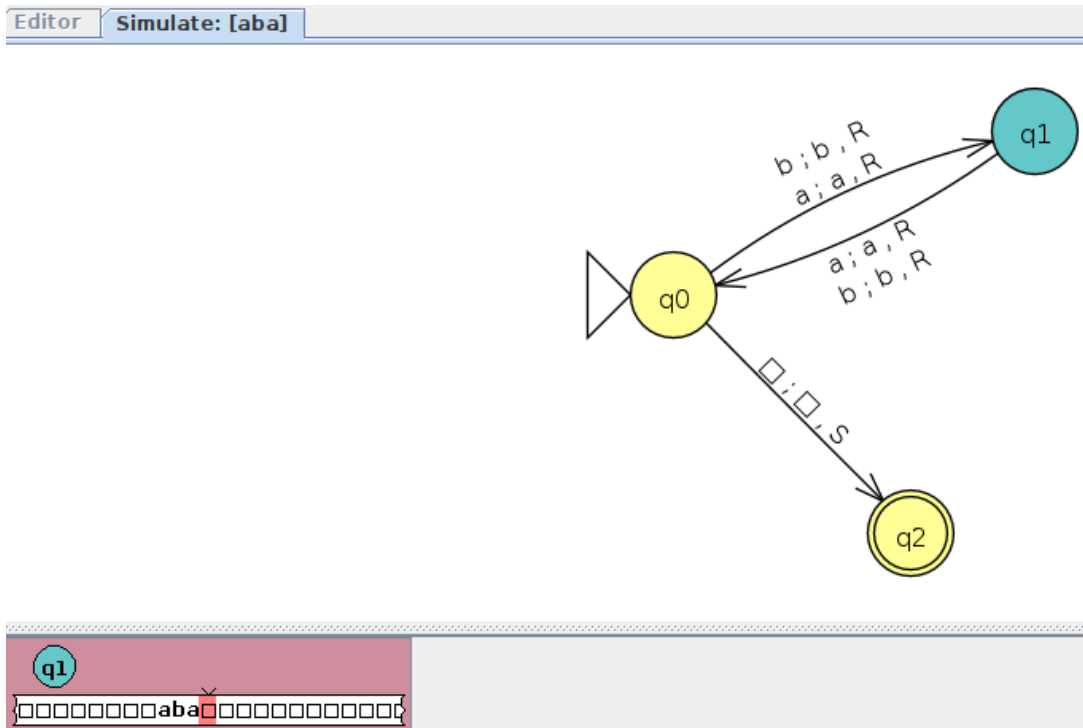 Editor
Simulate: [aba]
b ; b , R
a ; a , R
q1
a ; a , R
b ; b , R
q0
□ ; □ , S
q2
q1
□□□□□□□□aba□□□□□□□□□□□□